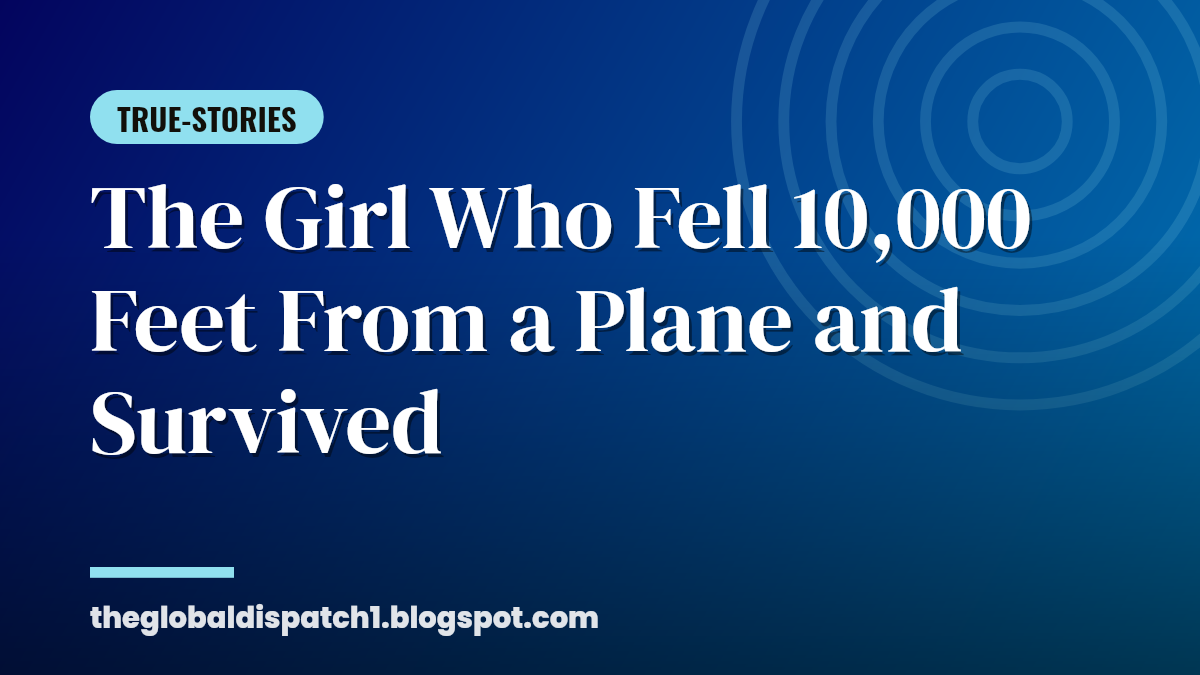 TRUE-STORIES
The Girl Who Fell 10,000
Feet From a Plane and
Survived
theglobaldispatch1.blogspot.com